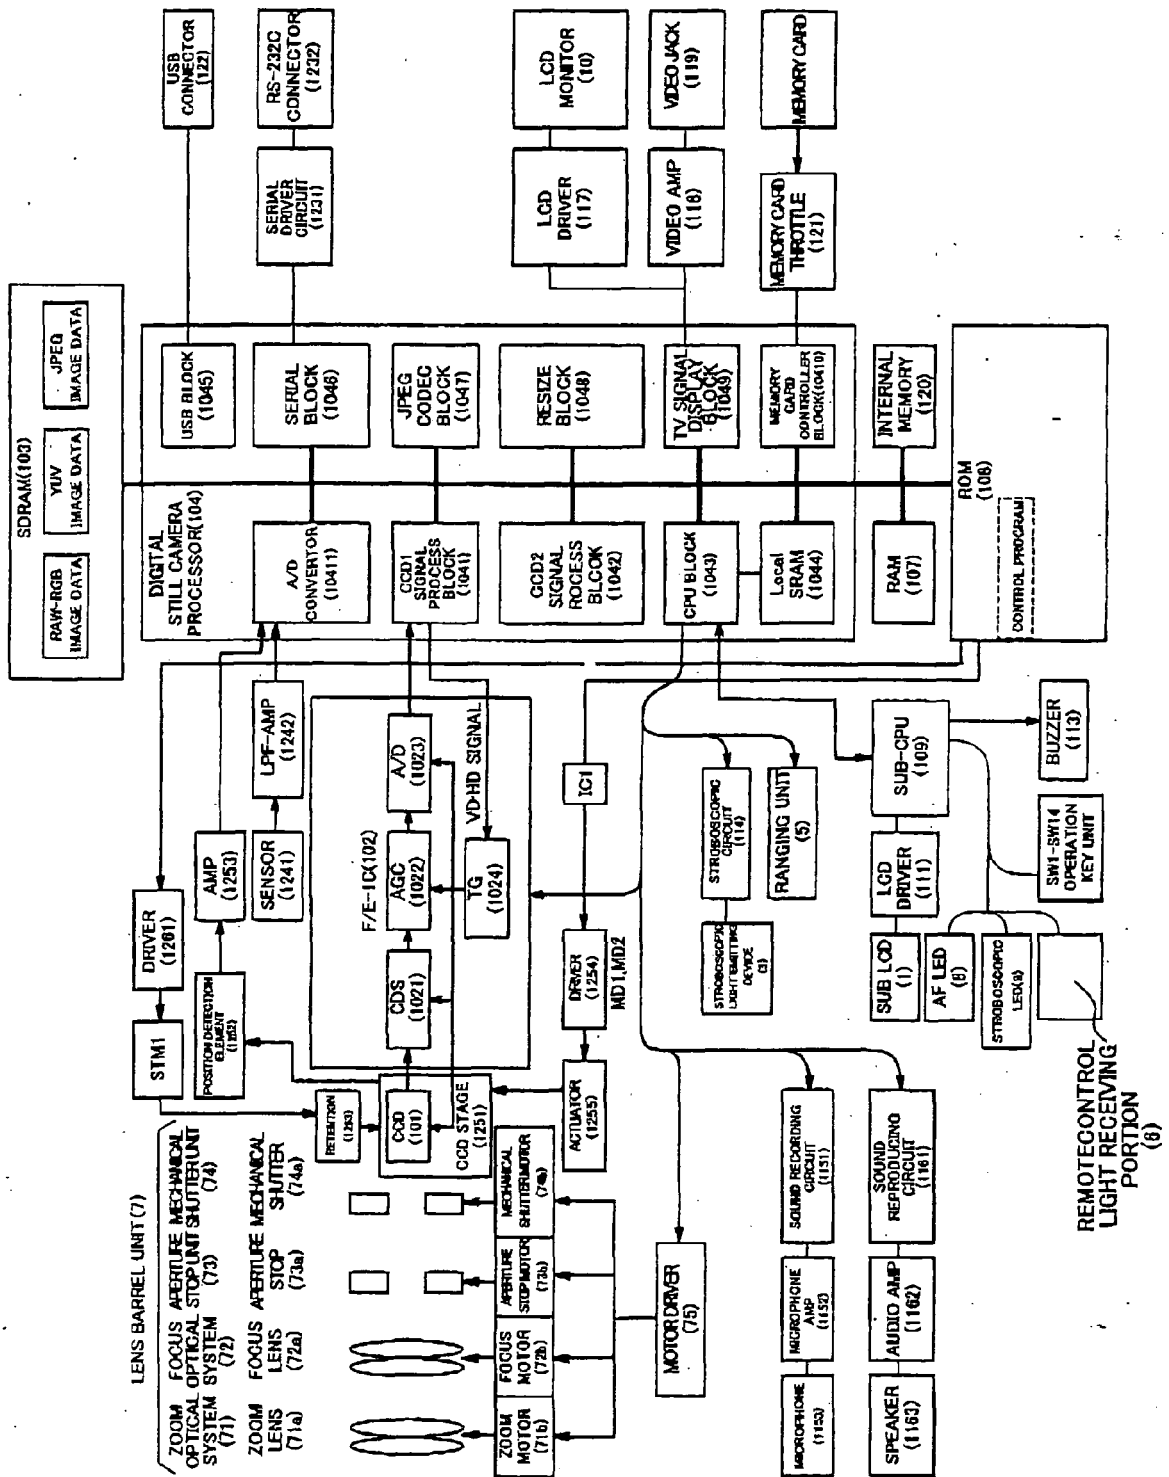 SDRAM(103)
RAW-RGB
IMAGE DATA
YUV
IMAGE DATA
JPEG
IMAGE DATA
DIGITAL
STILL CAMERA
PROCESSOR(104)
USB BLOCK
(1045)
USB
CONNECTOR
(122)
A/D
CONVERTOR
(10411)
SERIAL
BLOCK
(1046)
SERIAL
DRIVER
CIRCUIT
(1231)
RS-232C
CONNECTOR
(1232)
CCD1
SIGNAL
PROCESS
BLOCK
(1041)
JPEG
CODEC
BLOCK
(1047)
CCD2
SIGNAL
ROCESS
BLCOK
(1042)
RESIZE
BLOCK
(1048)
LCD
DRIVER
(117)
LCD
MONITOR
(10)
CPU BLOCK
(1043)
TV SIGNAL
DISPLAY
BLOCK
(1049)
VIDEO AMP
(118)
VIDEO JACK
(119)
Local
SRAM
(1044)
MEMORY
CARD
CONTROLLER
BLOCK(10410)
MEMORY CARD
THROTTLE
(121)
MEMORY CARD
RAM
(107)
INTERNAL
MEMORY
(120)
ROM
(108)
CONTROL PROGRAM
LENS BARREL UNIT (7)
ZOOM
OPTICAL
SYSTEM
(71)
FOCUS
OPTICAL
SYSTEM
(72)
APERTURE
STOP UNIT
(73)
MECHANICAL
SHUTTER UNIT
(74)
ZOOM
LENS
(71a)
FOCUS
LENS
(72a)
APERTURE
STOP
(73a)
MECHANICAL
SHUTTER
(74a)
ZOOM
MOTOR
(71b)
FOCUS
MOTOR
(72b)
APERTURE
STOP MOTOR
(73b)
MECHANICAL
SHUTTER MOTOR
(74b)
STM1
DRIVER
(1261)
POSITION DETECTION
ELEMENT
(1252)
AMP
(1253)
SENSOR
(1241)
LPF-AMP
(1242)
RETENTION
(1263)
CCD
(101)
CCD STAGE
(1251)
F/E-IC(102)
CDS
(1021)
AGC
(1022)
A/D
(1023)
TG
(1024)
VD·HD SIGNAL
ACTUATOR
(1255)
DRIVER
(1254)
MD1,MD2
IC1
MOTOR DRIVER
(75)
STROBOSCOPIC
LIGHT EMITTING
DEVICE
(3)
STROBOSCOPIC
CIRCUIT
(114)
RANGING UNIT
(5)
MICROPHONE
(1153)
MICROPHONE
AMP
(1152)
SOUND RECORDING
CIRCUIT
(1151)
SPEAKER
(1163)
AUDIO AMP
(1162)
SOUND
REPRODUCING
CIRCUIT
(1161)
SUB LCD
(1)
LCD
DRIVER
(111)
SUB-CPU
(109)
AF LED
(8)
STROBOSCOPIC
LED(9)
SW1-SW14
OPERATION
KEY UNIT
BUZZER
(113)
REMOTECONTROL
LIGHT RECEIVING
PORTION
(6)